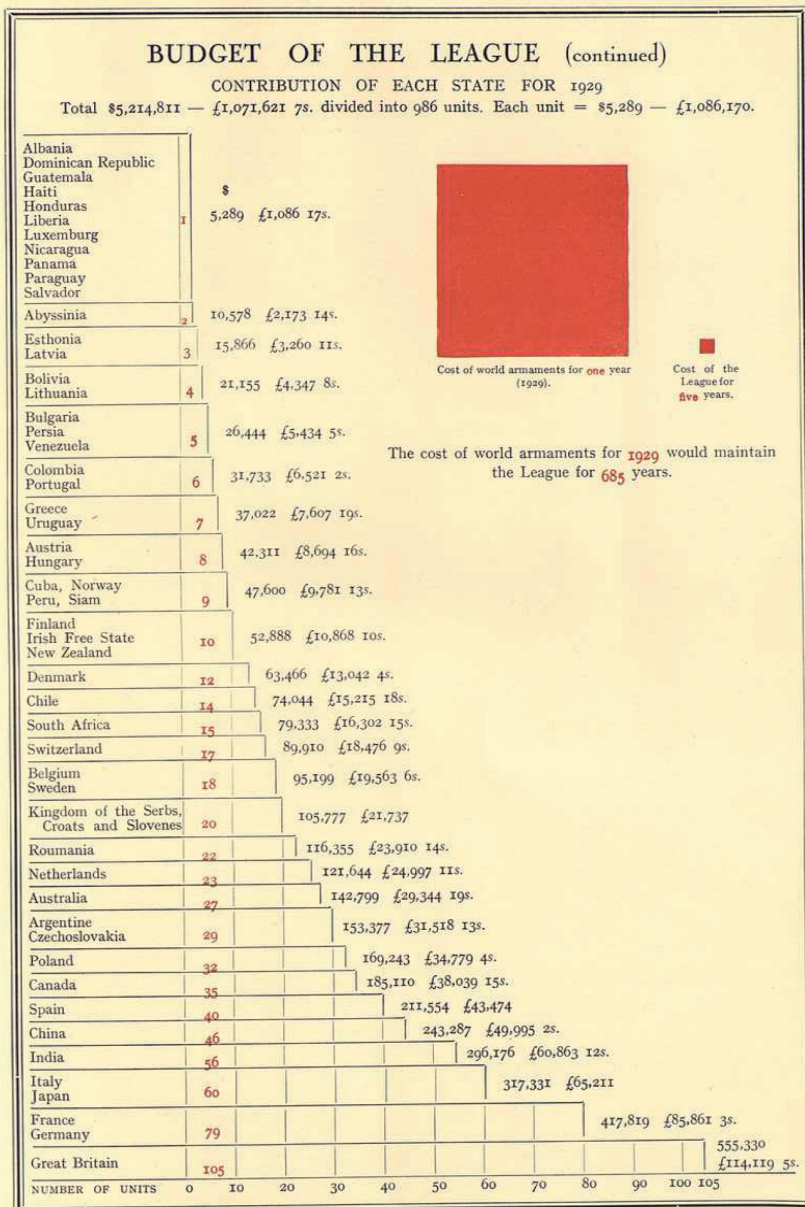 BUDGET OF THE LEAGUE (continued)
CONTRIBUTION OF EACH STATE FOR 1929
Total $5,214,811 — £1,071,621 7s. divided into 986 units. Each unit = $5,289 — £1,086,170.
Albania
Dominican Republic
Guatemala
Haiti
Honduras
Liberia
Luxemburg
Nicaragua
Panama
Paraguay
Salvador
1
$
5,289 £1,086 17s.
Abyssinia 2 10,578 £2,173 14s.
Esthonia
Latvia
3 15,866 £3,260 11s.
Bolivia
Lithuania
4 21,155 £4,347 8s.
Bulgaria
Persia
Venezuela
5 26,444 £5,434 5s.
Colombia
Portugal
6 31,733 £6,521 2s.
Greece
Uruguay
7 37,022 £7,607 19s.
Austria
Hungary
8 42,311 £8,694 16s.
Cuba, Norway
Peru, Siam
9 47,600 £9,781 13s.
Finland
Irish Free State
New Zealand
10 52,888 £10,868 10s.
Denmark 12 63,466 £13,042 4s.
Chile 14 74,044 £15,215 18s.
South Africa 15 79,333 £16,302 15s.
Switzerland 17 89,910 £18,476 9s.
Belgium
Sweden
18 95,199 £19,563 6s.
Kingdom of the Serbs,
Croats and Slovenes
20 105,777 £21,737
Roumania 22 116,355 £23,910 14s.
Netherlands 23 121,644 £24,997 11s.
Australia 27 142,799 £29,344 19s.
Argentine
Czechoslovakia
29 153,377 £31,518 13s.
Poland 32 169,243 £34,779 4s.
Canada 35 185,110 £38,039 15s.
Spain 40 211,554 £43,474
China 46 243,287 £49,995 2s.
India 56 296,176 £60,863 12s.
Italy
Japan
60 317,331 £65,211
France
Germany
79 417,819 £85,861 3s.
Great Britain 105
555,330
£114,119 5s.
NUMBER OF UNITS 0 10 20 30 40 50 60 70 80 90 100 105
Cost of world armaments for one year
(1929).
Cost of the
League for
five years.
The cost of world armaments for 1929 would maintain
the League for 685 years.